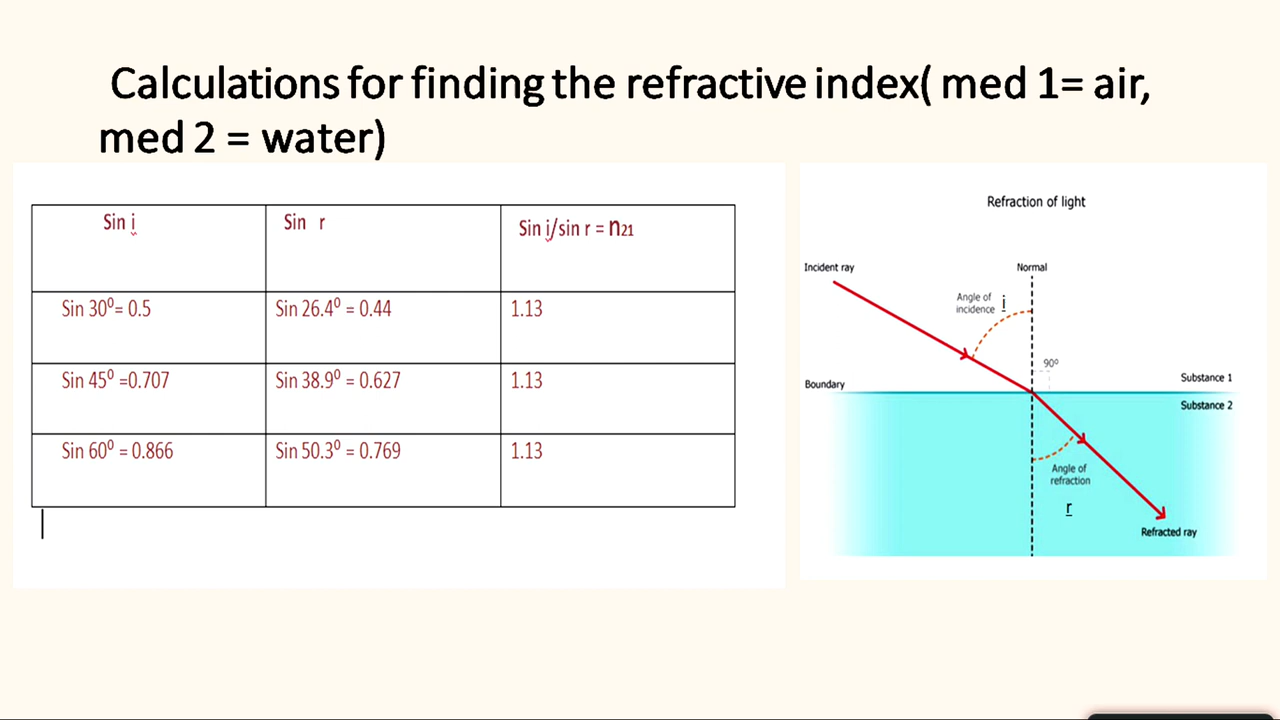 Calculations for finding the refractive index( med 1= air,
med 2 = water)
Sin i Sin r Sin i/sin r = n21
Sin 30⁰= 0.5 Sin 26.4⁰ = 0.44 1.13
Sin 45⁰ =0.707 Sin 38.9⁰ = 0.627 1.13
Sin 60⁰ = 0.866 Sin 50.3⁰ = 0.769 1.13
Refraction of light
Incident ray
Normal
Angle of
incidence i
90⁰
Boundary
Substance 1
Substance 2
Angle of
refraction
r
Refracted ray